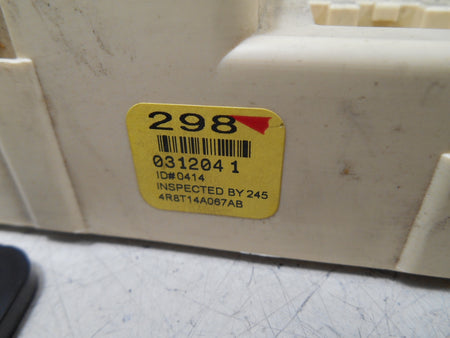 298
0312041
ID#0414
INSPECTED BY 245
4R8T14A067AB